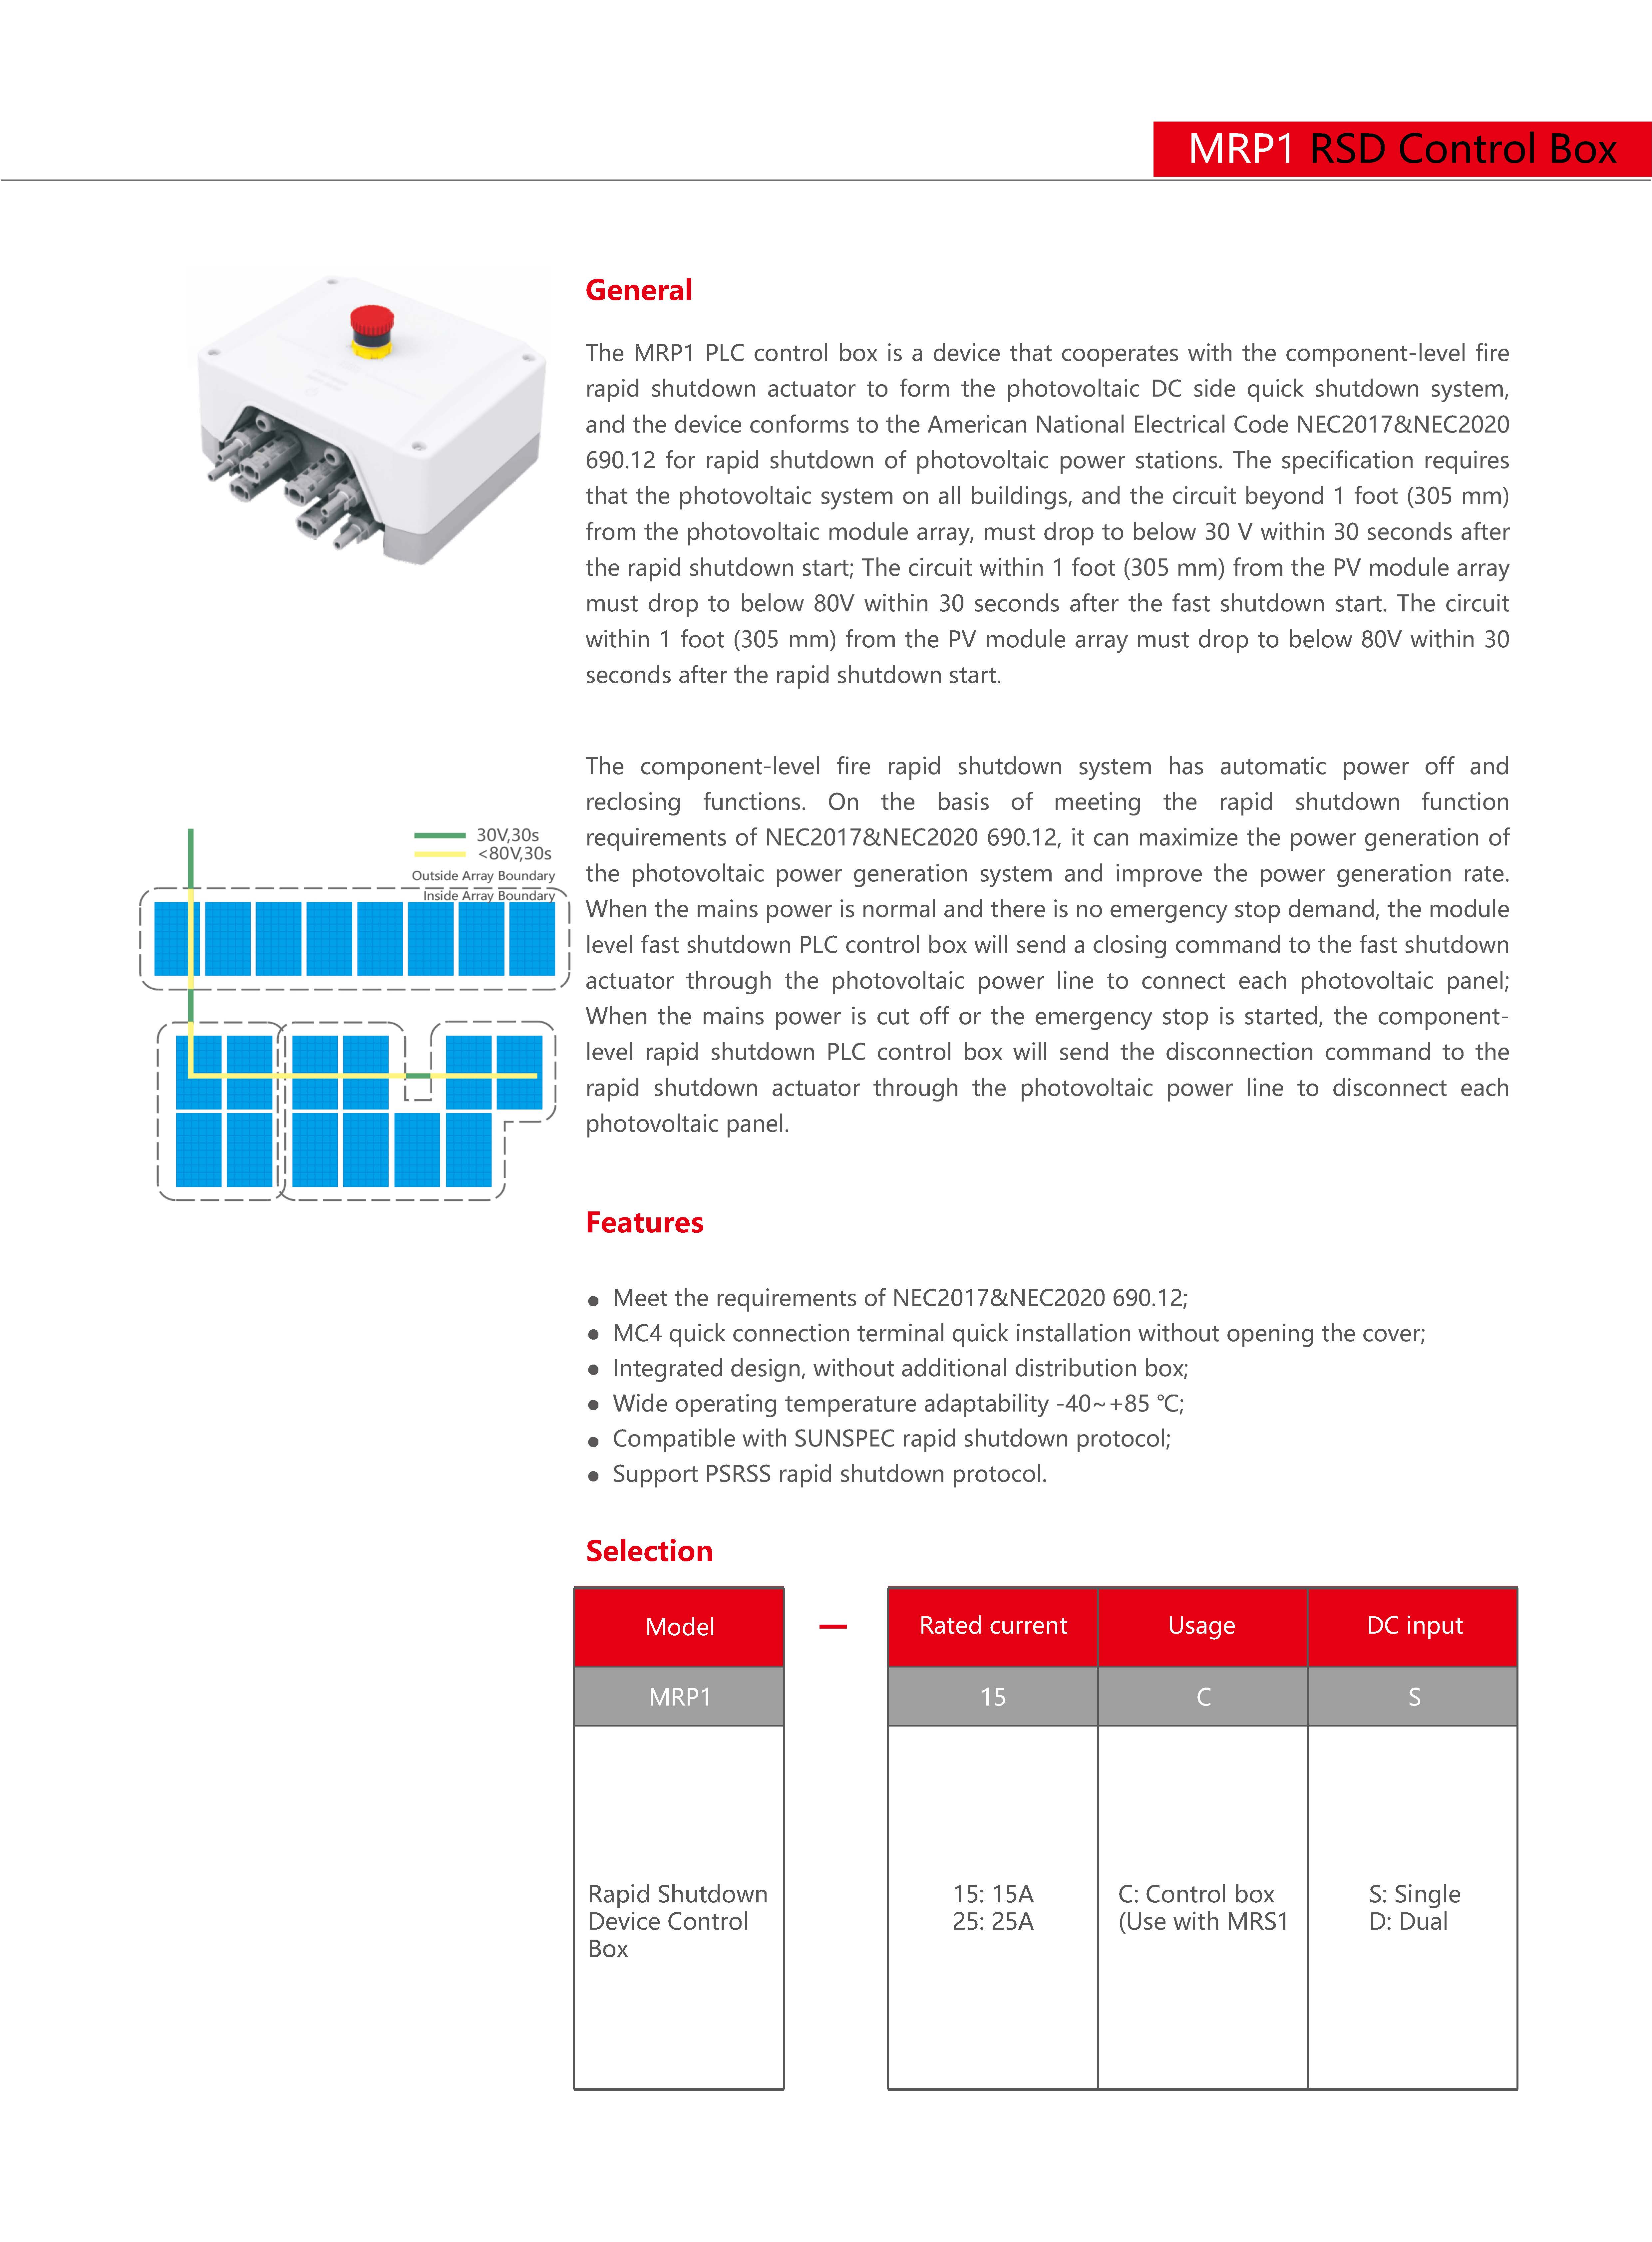 MRP1 RSD Control Box
General
The MRP1 PLC control box is a device that cooperates with the component-level fire
rapid shutdown actuator to form the photovoltaic DC side quick shutdown system,
and the device conforms to the American National Electrical Code NEC2017&NEC2020
690.12 for rapid shutdown of photovoltaic power stations. The specification requires
that the photovoltaic system on all buildings, and the circuit beyond 1 foot (305 mm)
from the photovoltaic module array, must drop to below 30 V within 30 seconds after
the rapid shutdown start; The circuit within 1 foot (305 mm) from the PV module array
must drop to below 80V within 30 seconds after the fast shutdown start. The circuit
within 1 foot (305 mm) from the PV module array must drop to below 80V within 30
seconds after the rapid shutdown start.
The component-level fire rapid shutdown system has automatic power off and
reclosing functions. On the basis of meeting the rapid shutdown function
requirements of NEC2017&NEC2020 690.12, it can maximize the power generation of
the photovoltaic power generation system and improve the power generation rate.
When the mains power is normal and there is no emergency stop demand, the module
level fast shutdown PLC control box will send a closing command to the fast shutdown
actuator through the photovoltaic power line to connect each photovoltaic panel;
When the mains power is cut off or the emergency stop is started, the component-
level rapid shutdown PLC control box will send the disconnection command to the
rapid shutdown actuator through the photovoltaic power line to disconnect each
photovoltaic panel.
30V,30s
<80V,30s
Outside Array Boundary
Inside Array Boundary
Features
● Meet the requirements of NEC2017&NEC2020 690.12;
● MC4 quick connection terminal quick installation without opening the cover;
● Integrated design, without additional distribution box;
● Wide operating temperature adaptability -40~+85 ℃;
● Compatible with SUNSPEC rapid shutdown protocol;
● Support PSRSS rapid shutdown protocol.
Selection
Model — Rated current Usage DC input
MRP1 15 C S
Rapid Shutdown
Device Control
Box
15: 15A
25: 25A
C: Control box
(Use with MRS1
S: Single
D: Dual